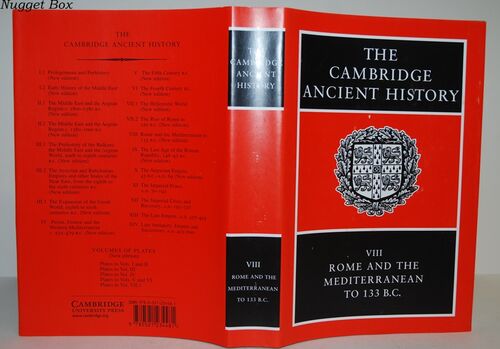 Nugget Box
THE
CAMBRIDGE ANCIENT HISTORY
I.1 Prolegomena and Prehistory
(New edition)
I.2 Early History of the Middle East
(New edition)
II.1 The Middle East and the Aegean
Region c. 1800–1380 B.C.
(New edition)
II.2 The Middle East and the Aegean
Region c. 1380–1000 B.C.
(New edition)
III.1 The Prehistory of the Balkans;
the Middle East and the Aegean
World, tenth to eighth centuries B.C.
(New edition)
III.2 The Assyrian and Babylonian
Empires and other States of the
Near East, from the eighth to
the sixth centuries B.C.
(New edition)
III.3 The Expansion of the Greek
World, eighth to sixth
centuries B.C. (New edition)
IV Persia, Greece and the
Western Mediterranean
c. 525–479 B.C. (New edition)
V The Fifth Century B.C.
(New edition)
VI The Fourth Century B.C.
(New edition)
VII.1 The Hellenistic World
(New edition)
VII.2 The Rise of Rome to
220 B.C. (New edition)
VIII Rome and the Mediterranean to
133 B.C. (New edition)
IX The Last Age of the Roman
Republic, 146–43 B.C.
(New edition)
X The Augustan Empire,
43 B.C.–A.D. 69 (New edition)
XI The Imperial Peace,
A.D. 70–192
XII The Imperial Crisis and
Recovery, A.D. 193–337
XIII The Late Empire, A.D. 337–425
XIV Late Antiquity, Empire and
Successors, A.D. 425–600
VOLUMES OF PLATES
(New edition)
Plates to Vols. I and II
Plates to Vol. III
Plates to Vol. IV
Plates to Vols. V and VI
Plates to Vol. VII.1
CAMBRIDGE
UNIVERSITY PRESS
www.cambridge.org
THE
CAMBRIDGE
ANCIENT
HISTORY
VIII
ROME AND THE
MEDITERRANEAN
TO 133 B.C.
THE
CAMBRIDGE
ANCIENT HISTORY
VIII
ROME AND THE
MEDITERRANEAN
TO 133 B.C.